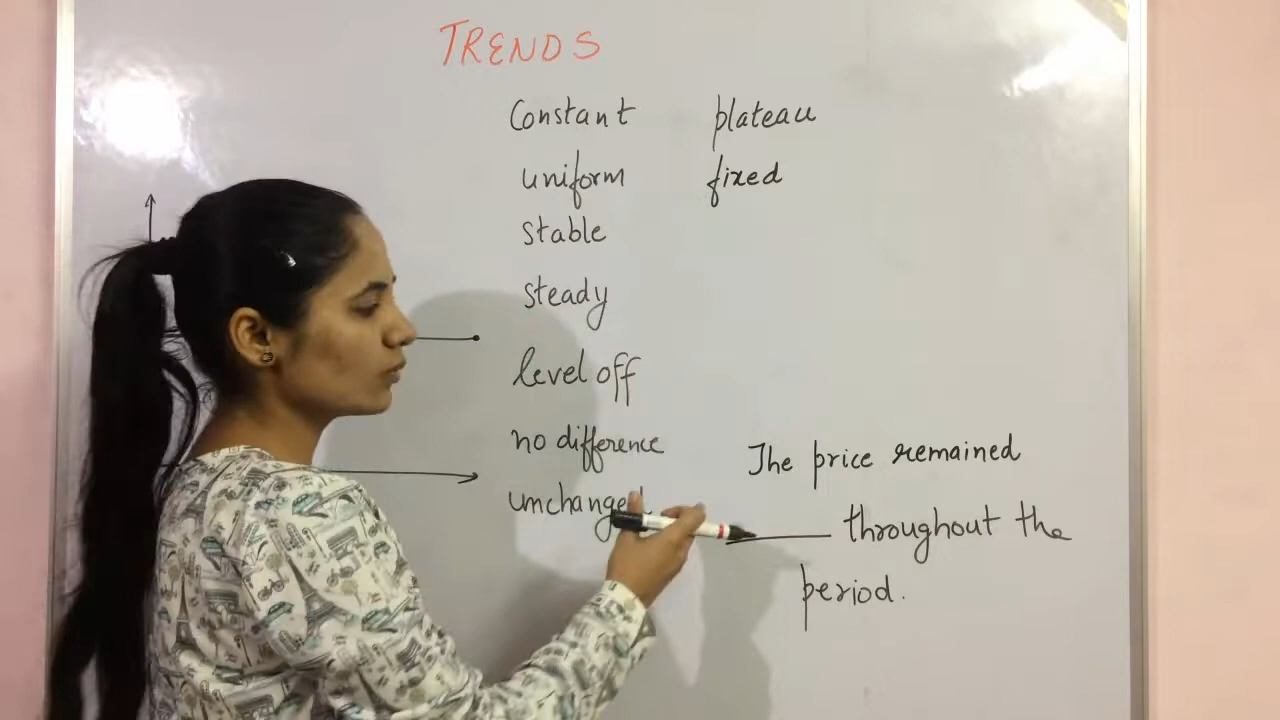 TRENDS
Constant plateau
uniform fixed
stable
steady
level off
no difference
unchanged
The price remained
throughout the
period.